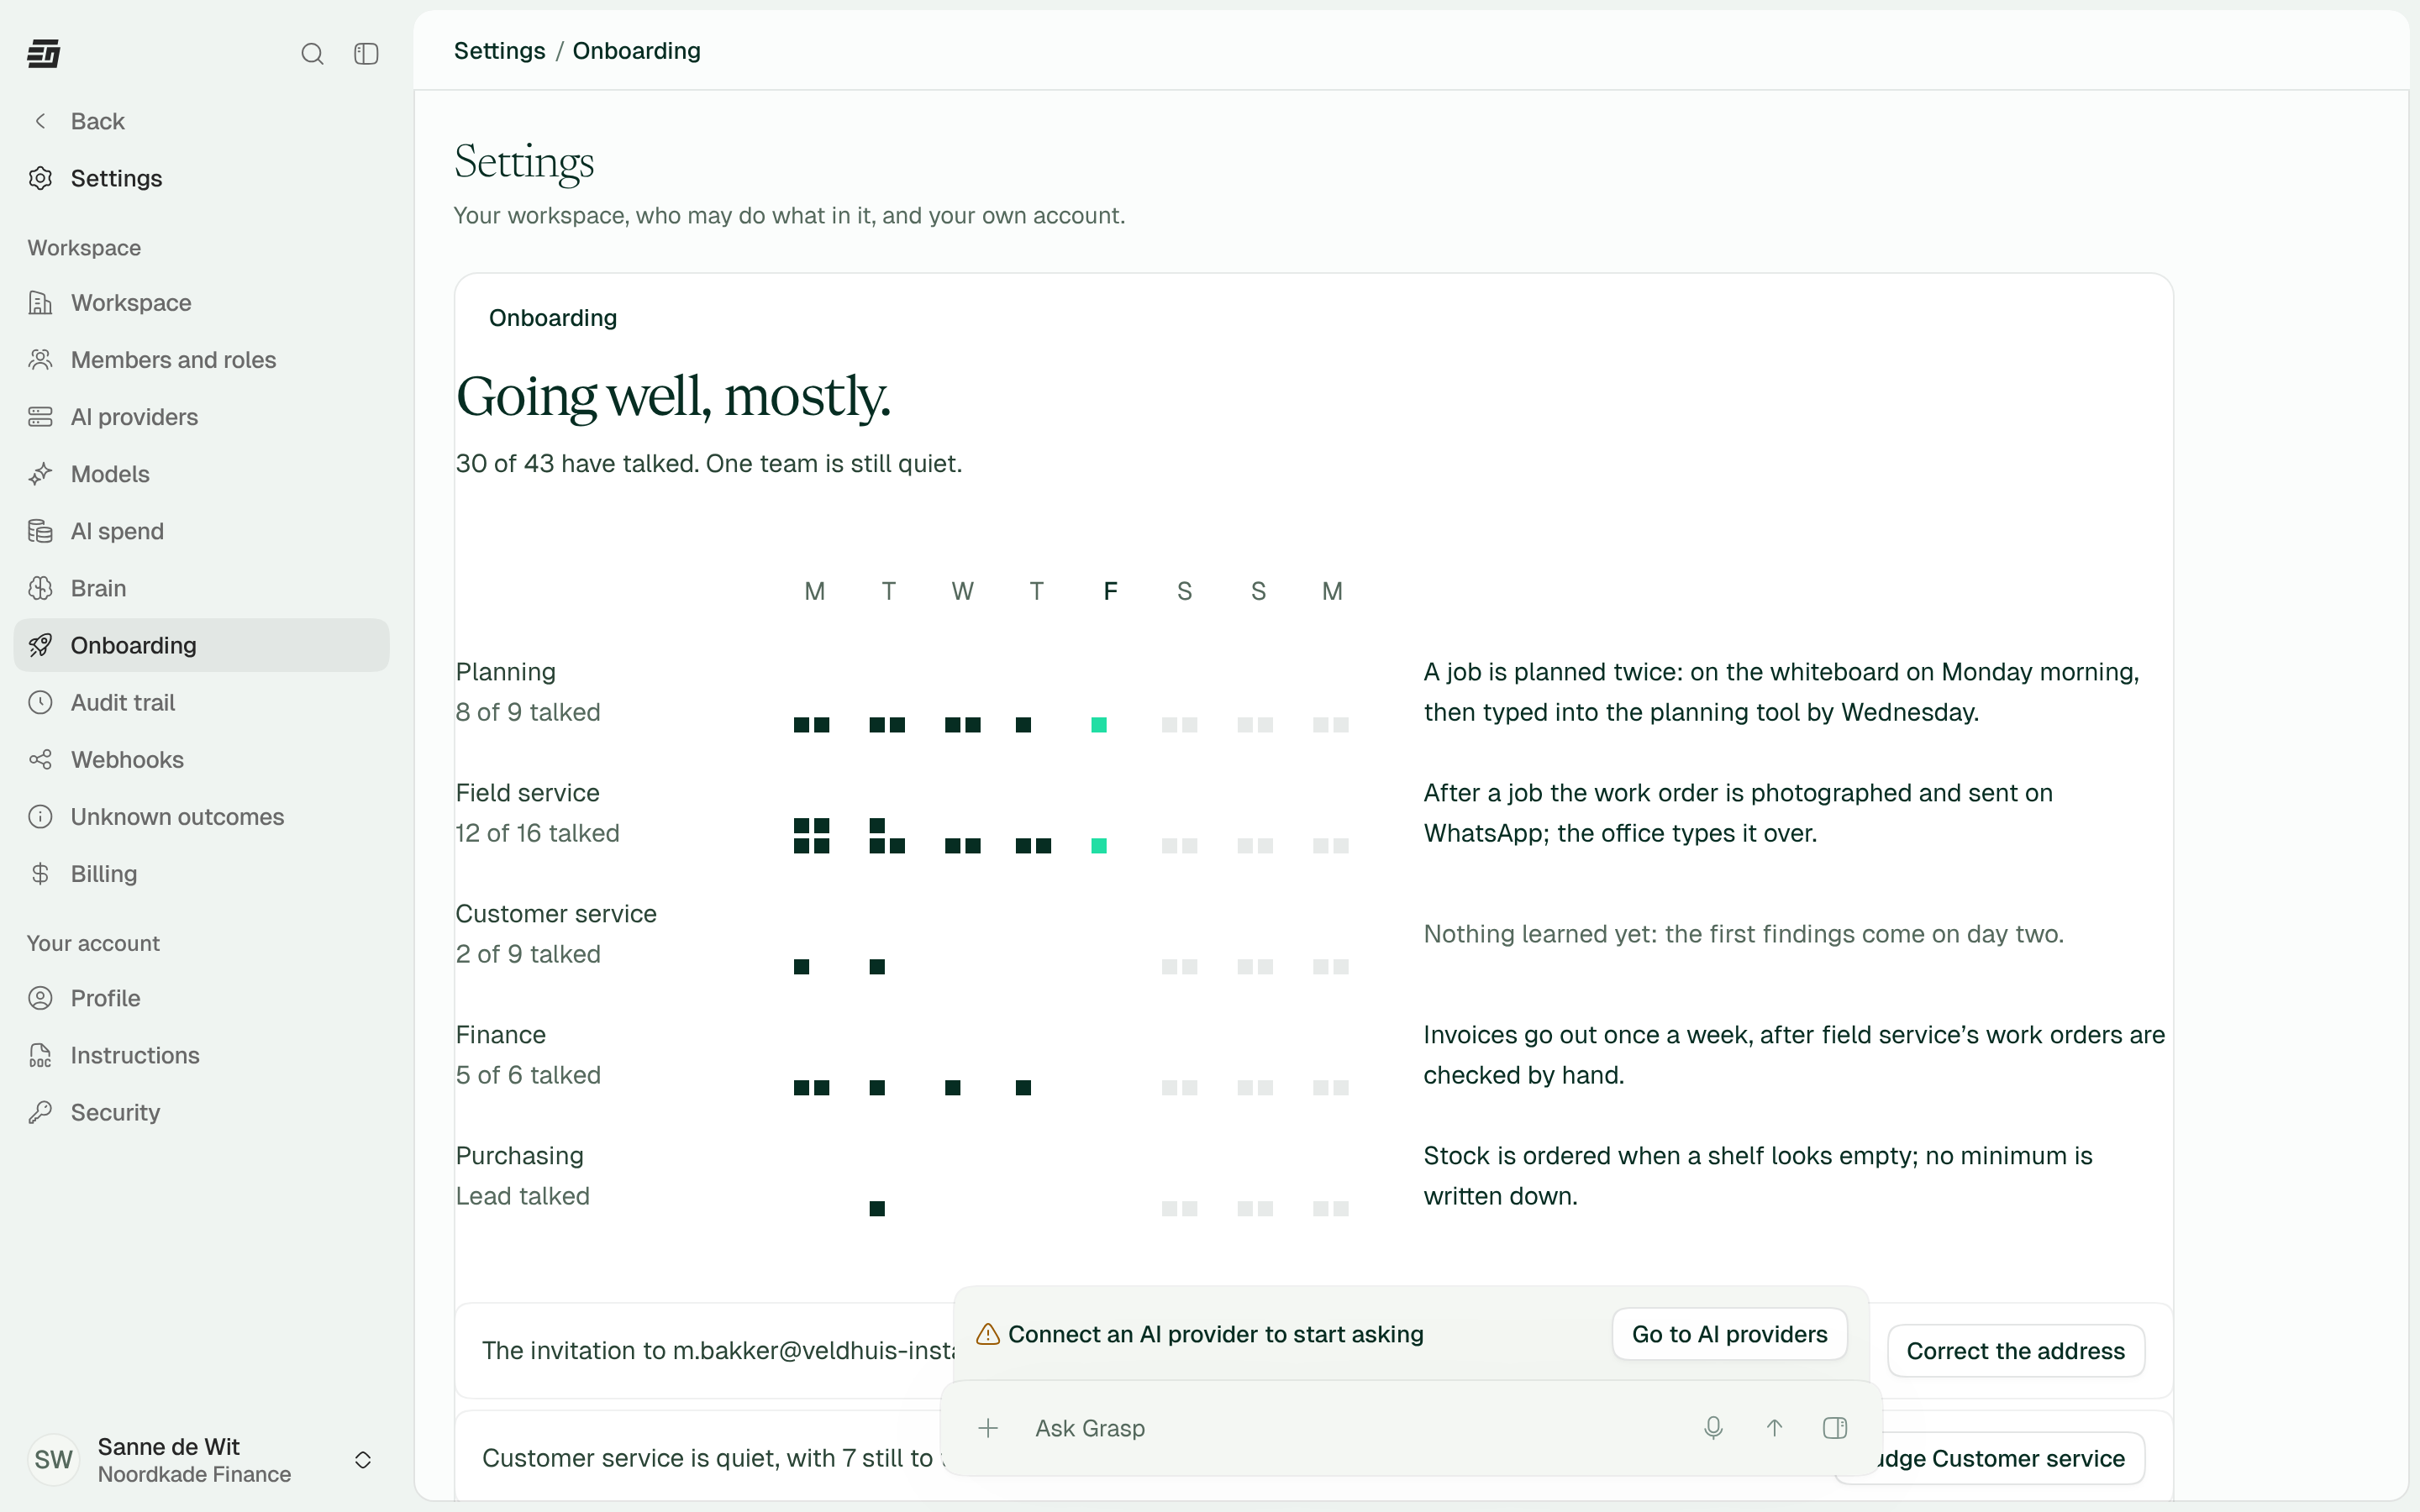 Settings / Onboarding
Back
Settings
Workspace
Workspace
Members and roles
AI providers
Models
AI spend
Brain
Onboarding
Audit trail
Webhooks
Unknown outcomes
Billing
Your account
Profile
Instructions
Security
SW
Sanne de Wit
Noordkade Finance
Settings
Your workspace, who may do what in it, and your own account.
Onboarding
Going well, mostly.
30 of 43 have talked. One team is still quiet.
M T W T F S S M
Planning
8 of 9 talked
A job is planned twice: on the whiteboard on Monday morning,
then typed into the planning tool by Wednesday.
Field service
12 of 16 talked
After a job the work order is photographed and sent on
WhatsApp; the office types it over.
Customer service
2 of 9 talked
Nothing learned yet: the first findings come on day two.
Finance
5 of 6 talked
Invoices go out once a week, after field service’s work orders are
checked by hand.
Purchasing
Lead talked
Stock is ordered when a shelf looks empty; no minimum is
written down.
The invitation to
Correct the address
Connect an AI provider to start asking
Go to AI providers
Ask Grasp
Customer service is quiet, with 7 still to
Customer service